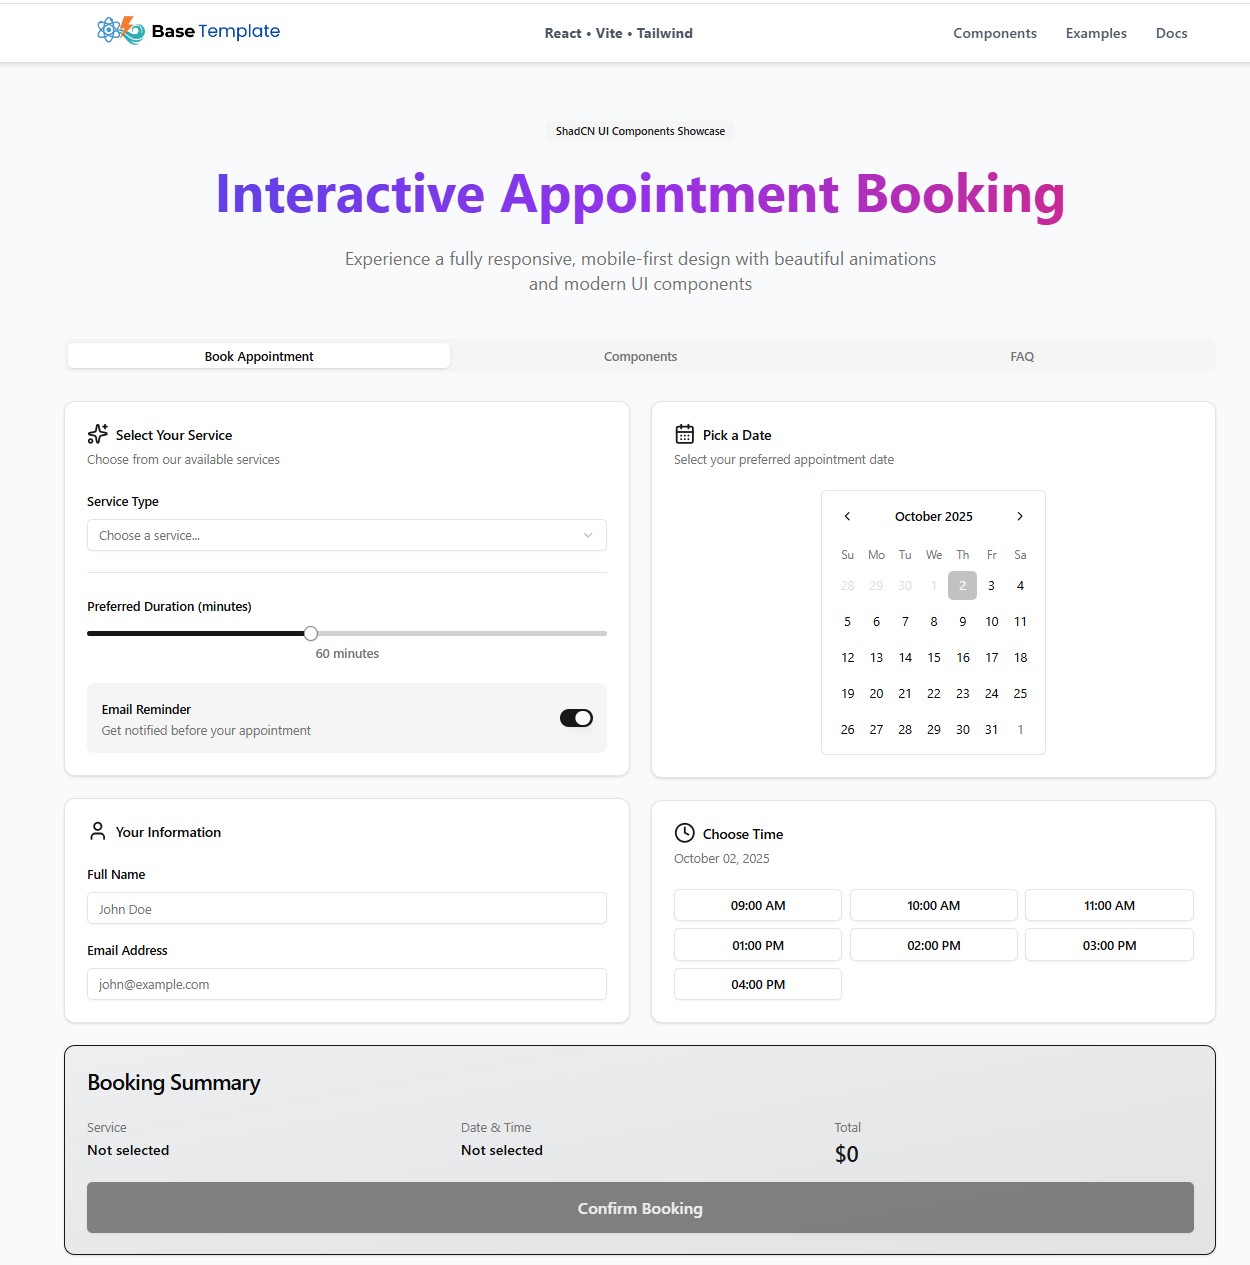 Base Template
React • Vite • Tailwind
Components Examples Docs
ShadCN UI Components Showcase
Interactive Appointment Booking
Experience a fully responsive, mobile-first design with beautiful animations
and modern UI components
Book Appointment Components FAQ
Select Your Service
Choose from our available services
Service Type
Choose a service...
Preferred Duration (minutes)
60 minutes
Email Reminder
Get notified before your appointment
Pick a Date
Select your preferred appointment date
October 2025
Su Mo Tu We Th Fr Sa
28 29 30 1 2 3 4
5 6 7 8 9 10 11
12 13 14 15 16 17 18
19 20 21 22 23 24 25
26 27 28 29 30 31 1
Your Information
Full Name
John Doe
Email Address
john@example.com
Choose Time
October 02, 2025
09:00 AM 10:00 AM 11:00 AM
01:00 PM 02:00 PM 03:00 PM
04:00 PM
Booking Summary
Service Date & Time Total
Not selected Not selected $0
Confirm Booking